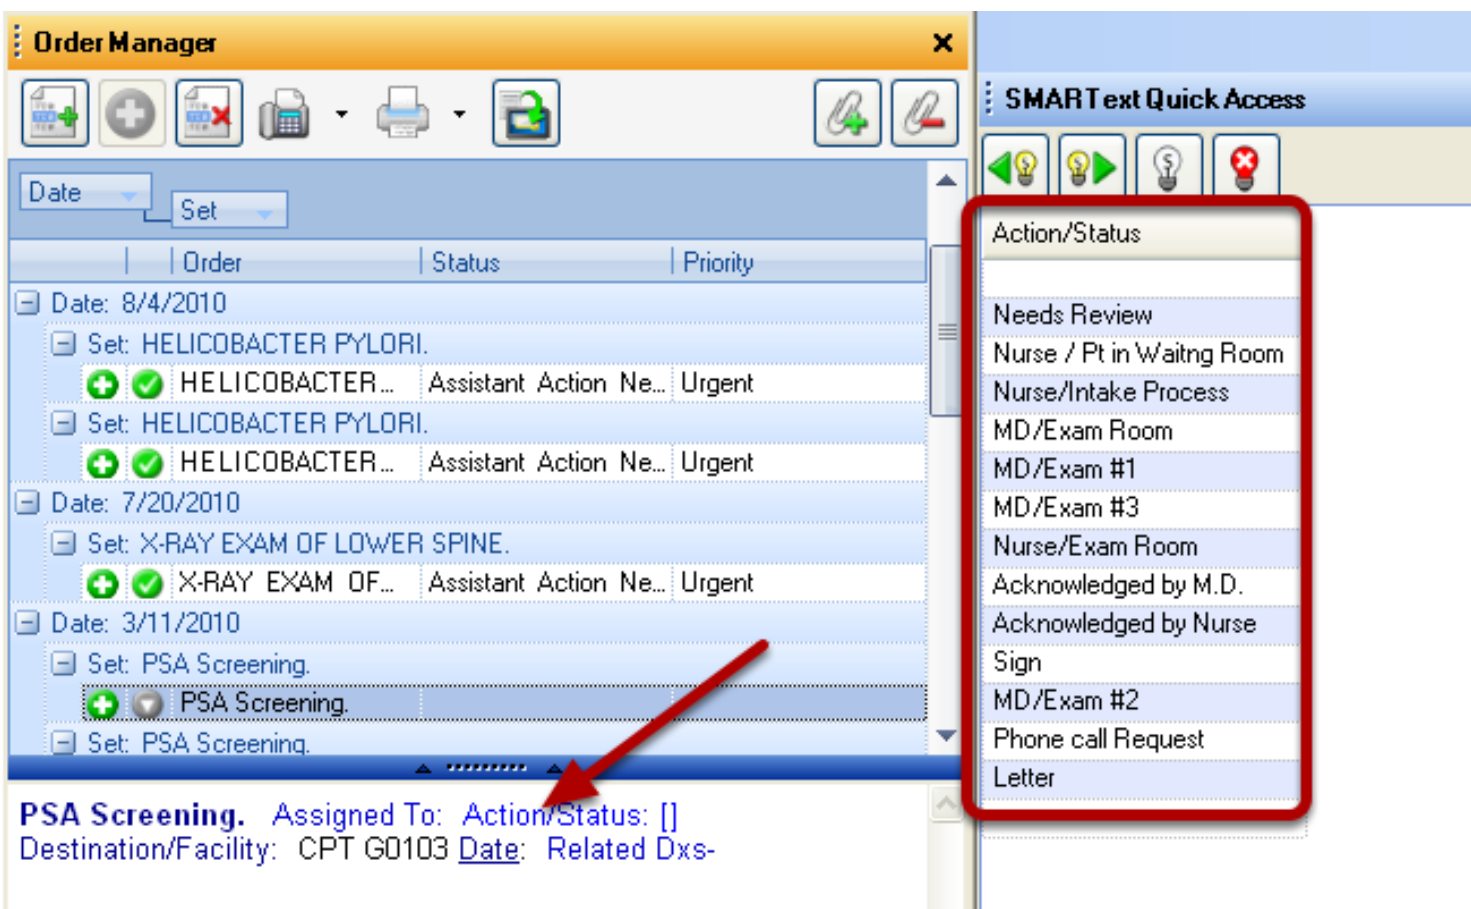 Order Manager
SMARText Quick Access
Date
Set
Order Status Priority
Date: 8/4/2010
Set: HELICOBACTER PYLORI.
HELICOBACTER... Assistant Action Ne... Urgent
Set: HELICOBACTER PYLORI.
HELICOBACTER... Assistant Action Ne... Urgent
Date: 7/20/2010
Set: X-RAY EXAM OF LOWER SPINE.
X-RAY EXAM OF... Assistant Action Ne... Urgent
Date: 3/11/2010
Set: PSA Screening.
PSA Screening.
Set: PSA Screening.
PSA Screening. Assigned To: Action/Status: []
Destination/Facility: CPT G0103 Date: Related Dxs-
Action/Status
Needs Review
Nurse / Pt in Waitng Room
Nurse/Intake Process
MD/Exam Room
MD/Exam #1
MD/Exam #3
Nurse/Exam Room
Acknowledged by M.D.
Acknowledged by Nurse
Sign
MD/Exam #2
Phone call Request
Letter